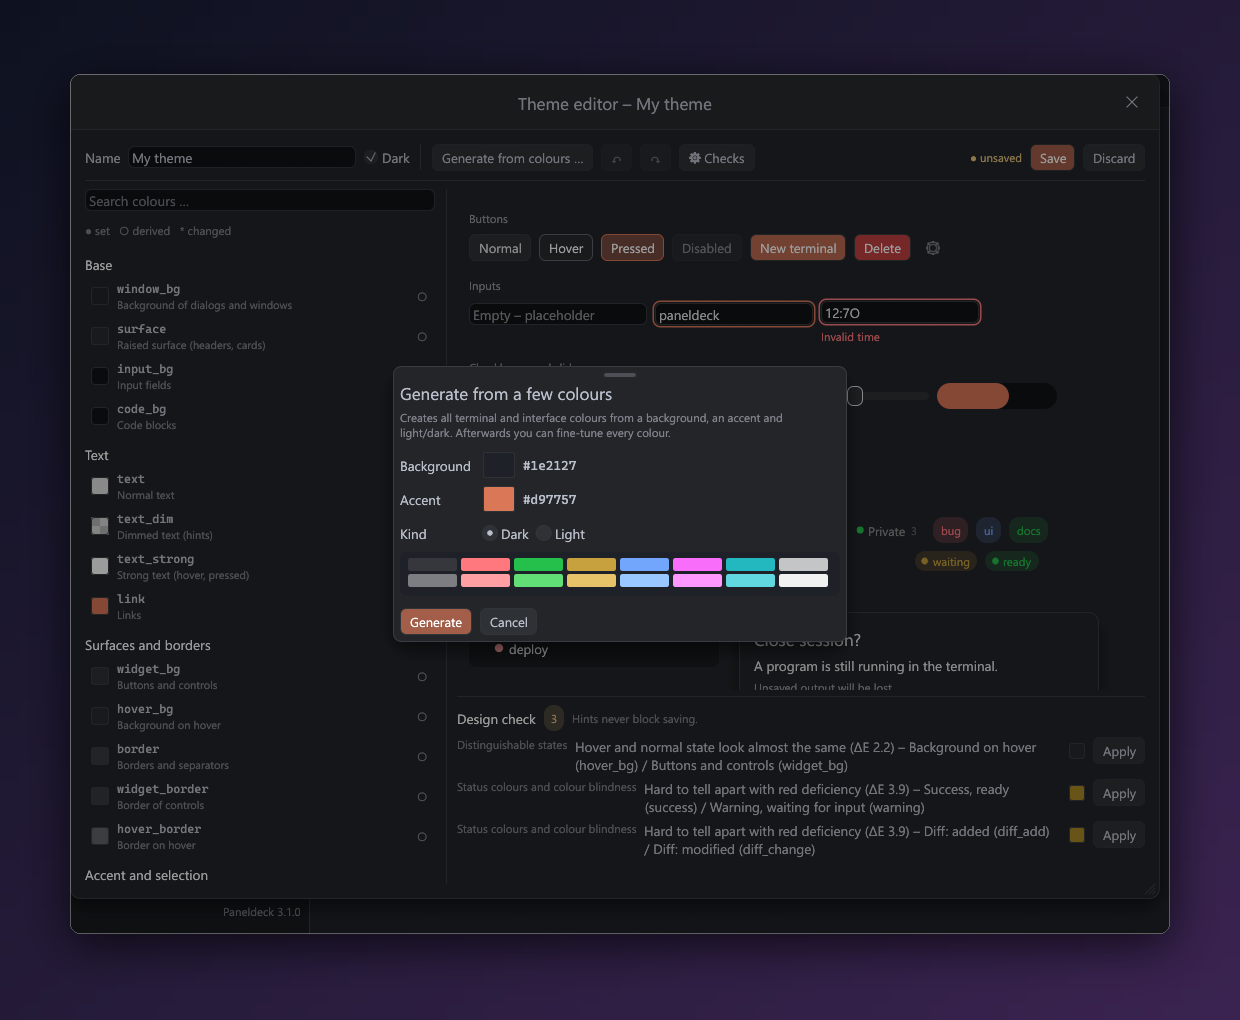 Theme editor – My theme
Name My theme Dark Generate from colours ... Checks unsaved Save Discard
Search colours ...
set derived * changed
Base
window_bg
Background of dialogs and windows
surface
Raised surface (headers, cards)
input_bg
Input fields
code_bg
Code blocks
Text
text
Normal text
text_dim
Dimmed text (hints)
text_strong
Strong text (hover, pressed)
link
Links
Surfaces and borders
widget_bg
Buttons and controls
hover_bg
Background on hover
border
Borders and separators
widget_border
Border of controls
hover_border
Border on hover
Accent and selection
Buttons
Normal Hover Pressed Disabled New terminal Delete
Inputs
Empty – placeholder paneldeck 12:7O
Invalid time
Generate from a few colours
Creates all terminal and interface colours from a background, an accent and
light/dark. Afterwards you can fine-tune every colour.
Background #1e2127
Accent #d97757
Kind Dark Light
Generate Cancel
Private 3 bug ui docs
waiting ready
deploy
Close session?
A program is still running in the terminal.
Unsaved output will be lost
Design check 3 Hints never block saving.
Distinguishable states Hover and normal state look almost the same (ΔE 2.2) – Background on hover
(hover_bg) / Buttons and controls (widget_bg)
Apply
Status colours and colour blindness Hard to tell apart with red deficiency (ΔE 3.9) – Success, ready
(success) / Warning, waiting for input (warning)
Apply
Status colours and colour blindness Hard to tell apart with red deficiency (ΔE 3.9) – Diff: added (diff_add)
/ Diff: modified (diff_change)
Apply
Paneldeck 3.1.0